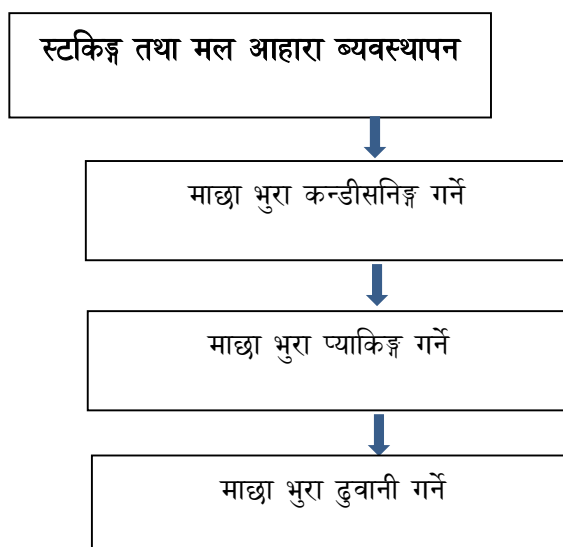 स्टकिङ्ग तथा मल आहारा ब्यवस्थापन
माछा भुरा कन्डीसनिङ्ग गर्ने
माछा भुरा प्याकिङ्ग गर्ने
माछा भुरा ढुवानी गर्ने